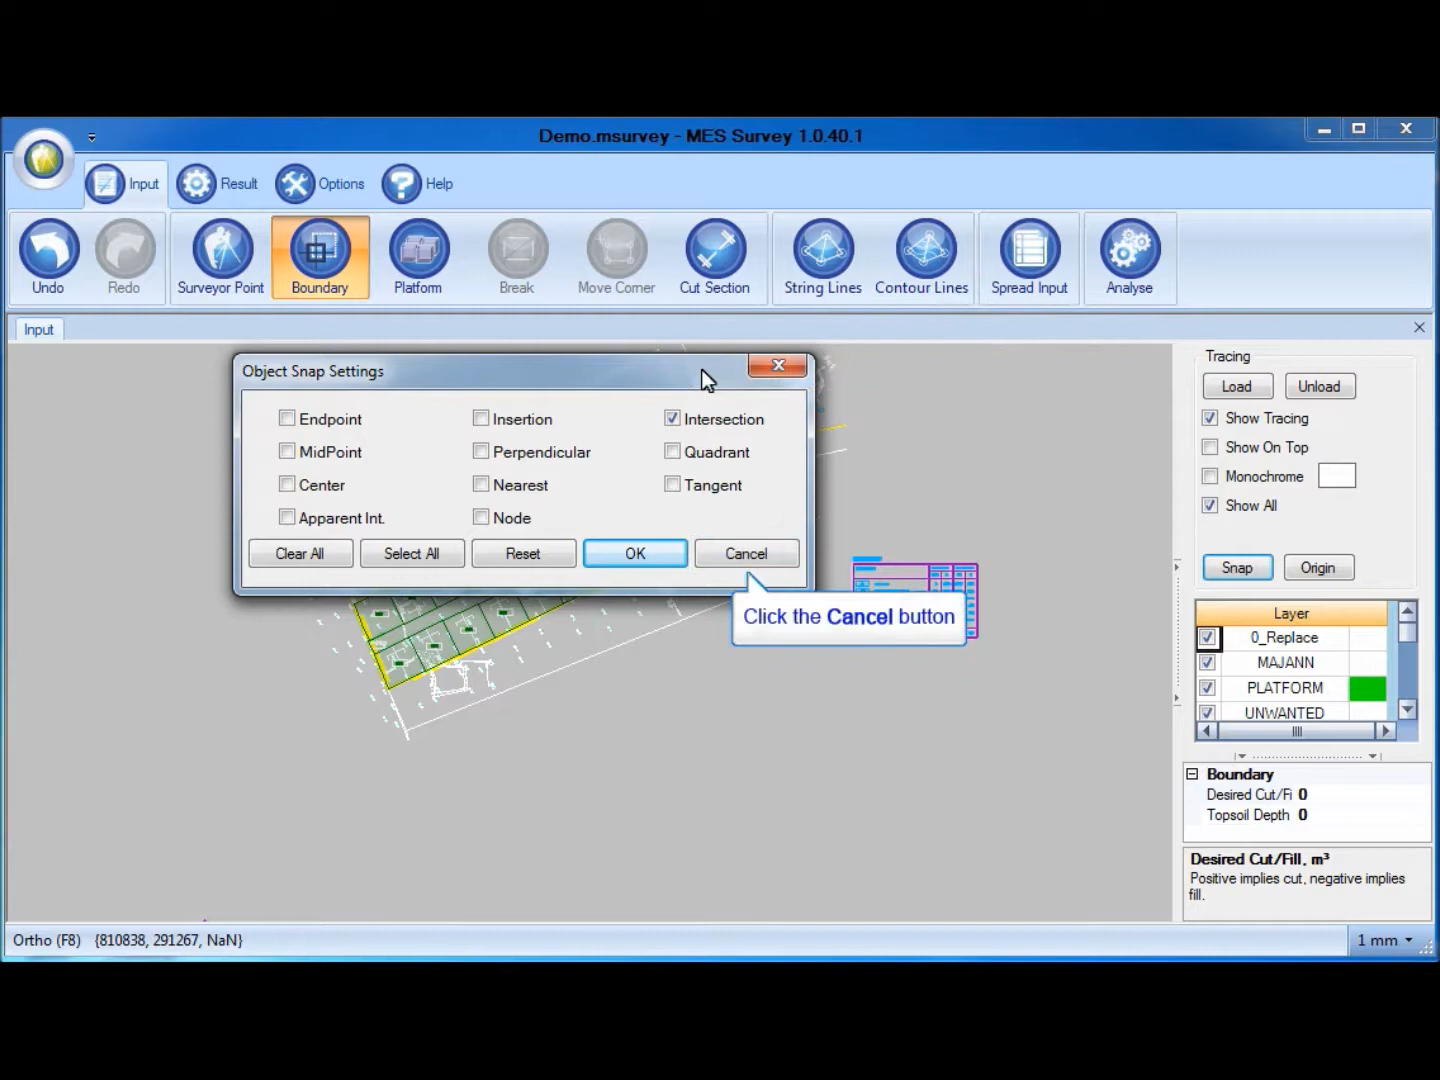 Demo.msurvey - MES Survey 1.0.40.1
Input
Result
Options
Help
Undo
Redo
Surveyor Point
Boundary
Platform
Break
Move Corner
Cut Section
String Lines
Contour Lines
Spread Input
Analyse
Input
Object Snap Settings
Endpoint
Insertion
Intersection
MidPoint
Perpendicular
Quadrant
Center
Nearest
Tangent
Apparent Int.
Node
Clear All
Select All
Reset
OK
Cancel
Click the Cancel button
Tracing
Load
Unload
Show Tracing
Show On Top
Monochrome
Show All
Snap
Origin
Layer
0_Replace
MAJANN
PLATFORM
UNWANTED
Boundary
Desired Cut/Fi 0
Topsoil Depth 0
Desired Cut/Fill, m³
Positive implies cut, negative implies
fill.
Ortho (F8) {810838, 291267, NaN}
1 mm